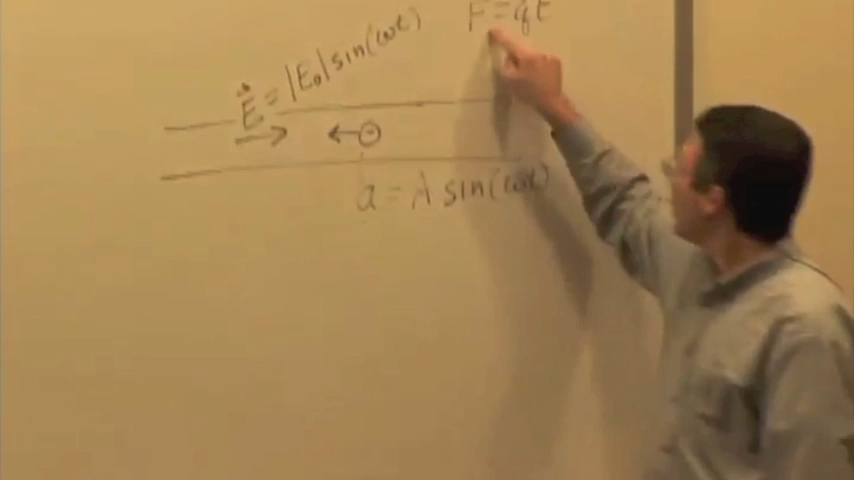 F = qE
E = |E₀| sin(ωt)
a = A sin(ωt)